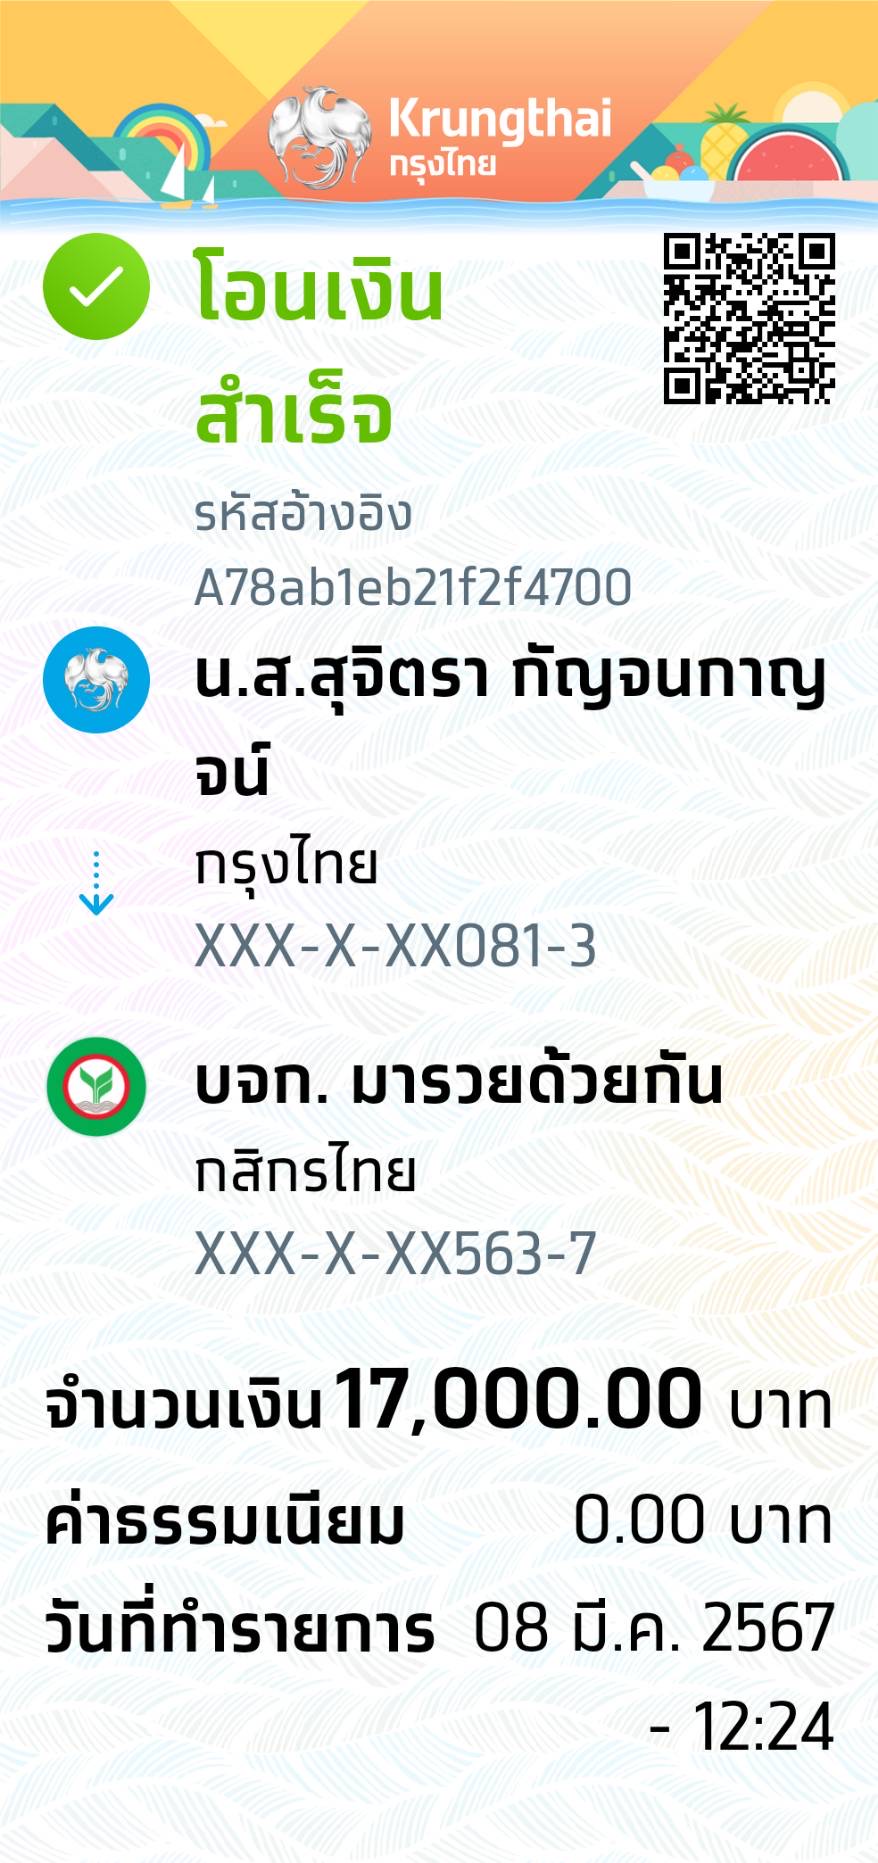 Krungthai
กรุงไทย
โอนเงิน
สำเร็จ
รหัสอ้างอิง
A78ab1eb21f2f4700
น.ส.สุจิตรา กัญจนกาญ
จน์
กรุงไทย
XXX-X-XX081-3
บจก. มารวยด้วยกัน
กสิกรไทย
XXX-X-XX563-7
จำนวนเงิน 17,000.00 บาท
ค่าธรรมเนียม 0.00 บาท
วันที่ทำรายการ 08 มี.ค. 2567
- 12:24